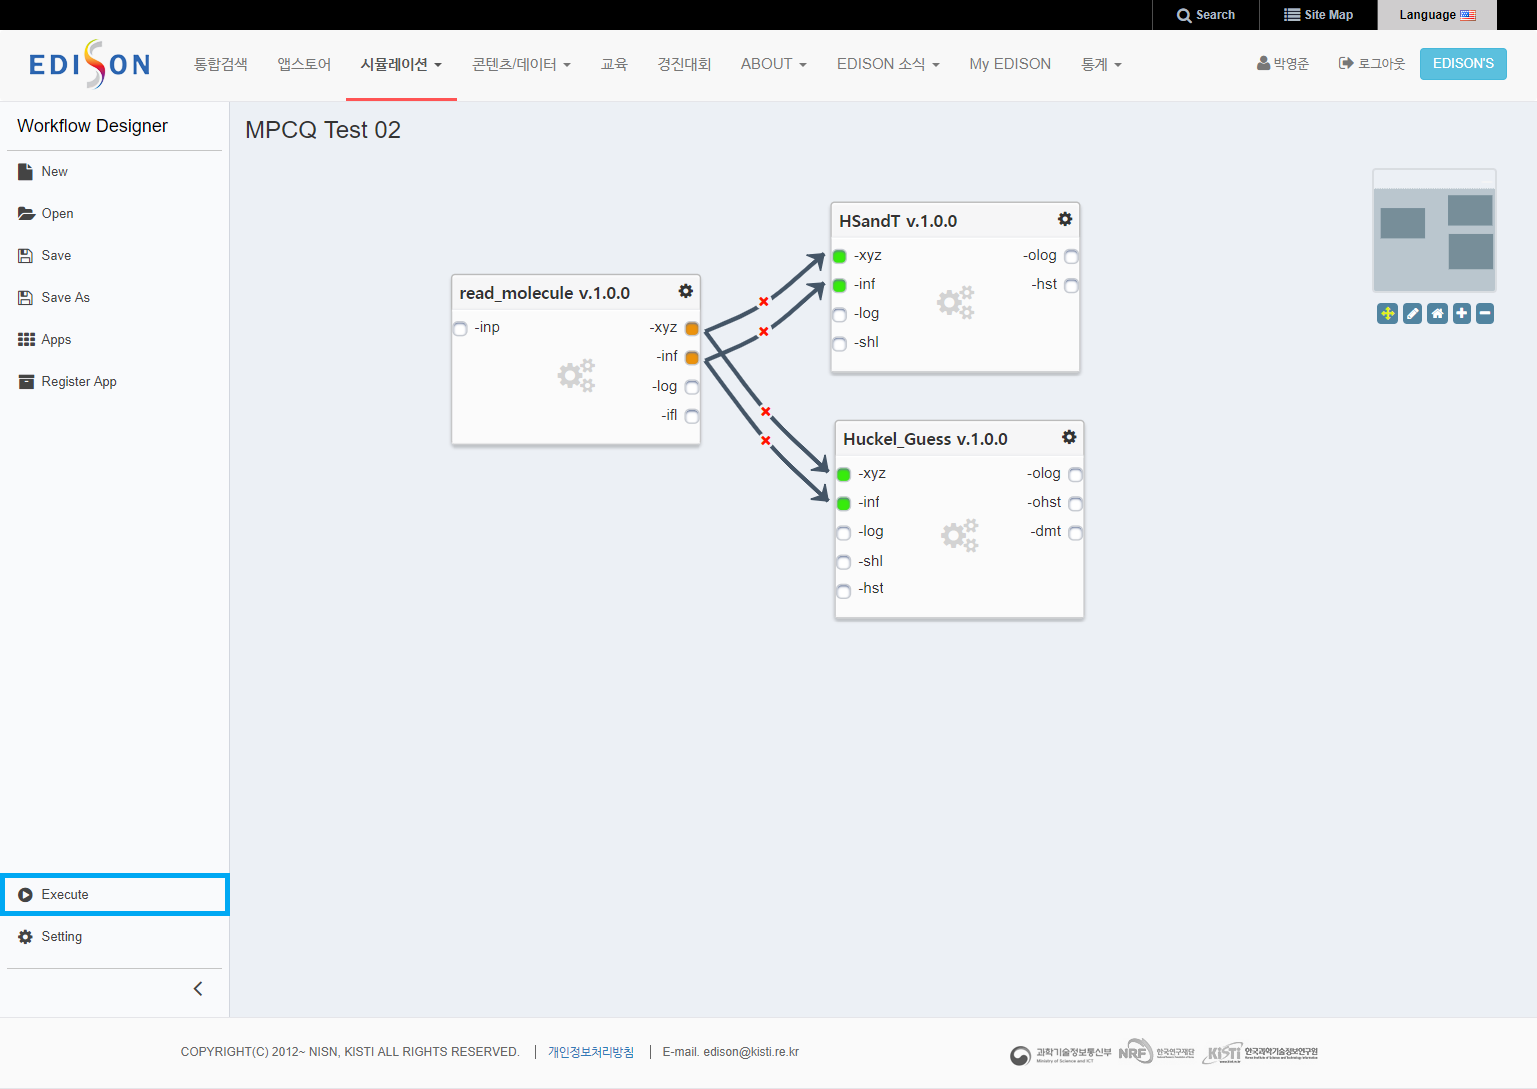 Search
Site Map
Language
EDISON
통합검색
앱스토어
시뮬레이션
콘텐츠/데이터
교육
경진대회
ABOUT
EDISON 소식
My EDISON
통계
박영준
로그아웃
EDISON'S
Workflow Designer
New
Open
Save
Save As
Apps
Register App
Execute
Setting
MPCQ Test 02
read_molecule v.1.0.0
-inp
-xyz
-inf
-log
-ifl
HSandT v.1.0.0
-xyz
-inf
-log
-shl
-olog
-hst
Huckel_Guess v.1.0.0
-xyz
-inf
-log
-shl
-hst
-olog
-ohst
-dmt
COPYRIGHT(C) 2012~ NISN, KISTI ALL RIGHTS RESERVED.
개인정보처리방침
E-mail. edison@kisti.re.kr
과학기술정보통신부
Ministry of Science and ICT
NRF
한국연구재단
KISTI
한국과학기술정보연구원